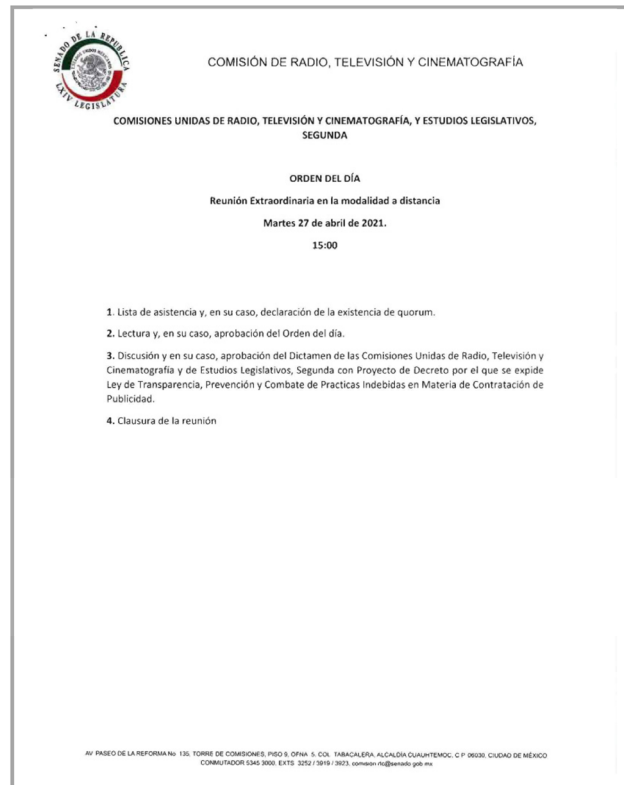 SENADO DE LA REPUBLICA
LXIV LEGISLATURA
COMISIÓN DE RADIO, TELEVISIÓN Y CINEMATOGRAFÍA
COMISIONES UNIDAS DE RADIO, TELEVISIÓN Y CINEMATOGRAFÍA, Y ESTUDIOS LEGISLATIVOS,
SEGUNDA
ORDEN DEL DÍA
Reunión Extraordinaria en la modalidad a distancia
Martes 27 de abril de 2021.
15:00
1. Lista de asistencia y, en su caso, declaración de la existencia de quorum.
2. Lectura y, en su caso, aprobación del Orden del día.
3. Discusión y en su caso, aprobación del Dictamen de las Comisiones Unidas de Radio, Televisión y
Cinematografía y de Estudios Legislativos, Segunda con Proyecto de Decreto por el que se expide
Ley de Transparencia, Prevención y Combate de Practicas Indebidas en Materia de Contratación de
Publicidad.
4. Clausura de la reunión
AV PASEO DE LA REFORMA No 135, TORRE DE COMISIONES, PISO 9, OFNA 5, COL. TABACALERA, ALCALDÍA CUAUHTEMOC, C P 06030, CIUDAD DE MÉXICO
CONMUTADOR 5345 3000, EXTS 3252 / 3919 / 3923, comision rtc@senado gob mx